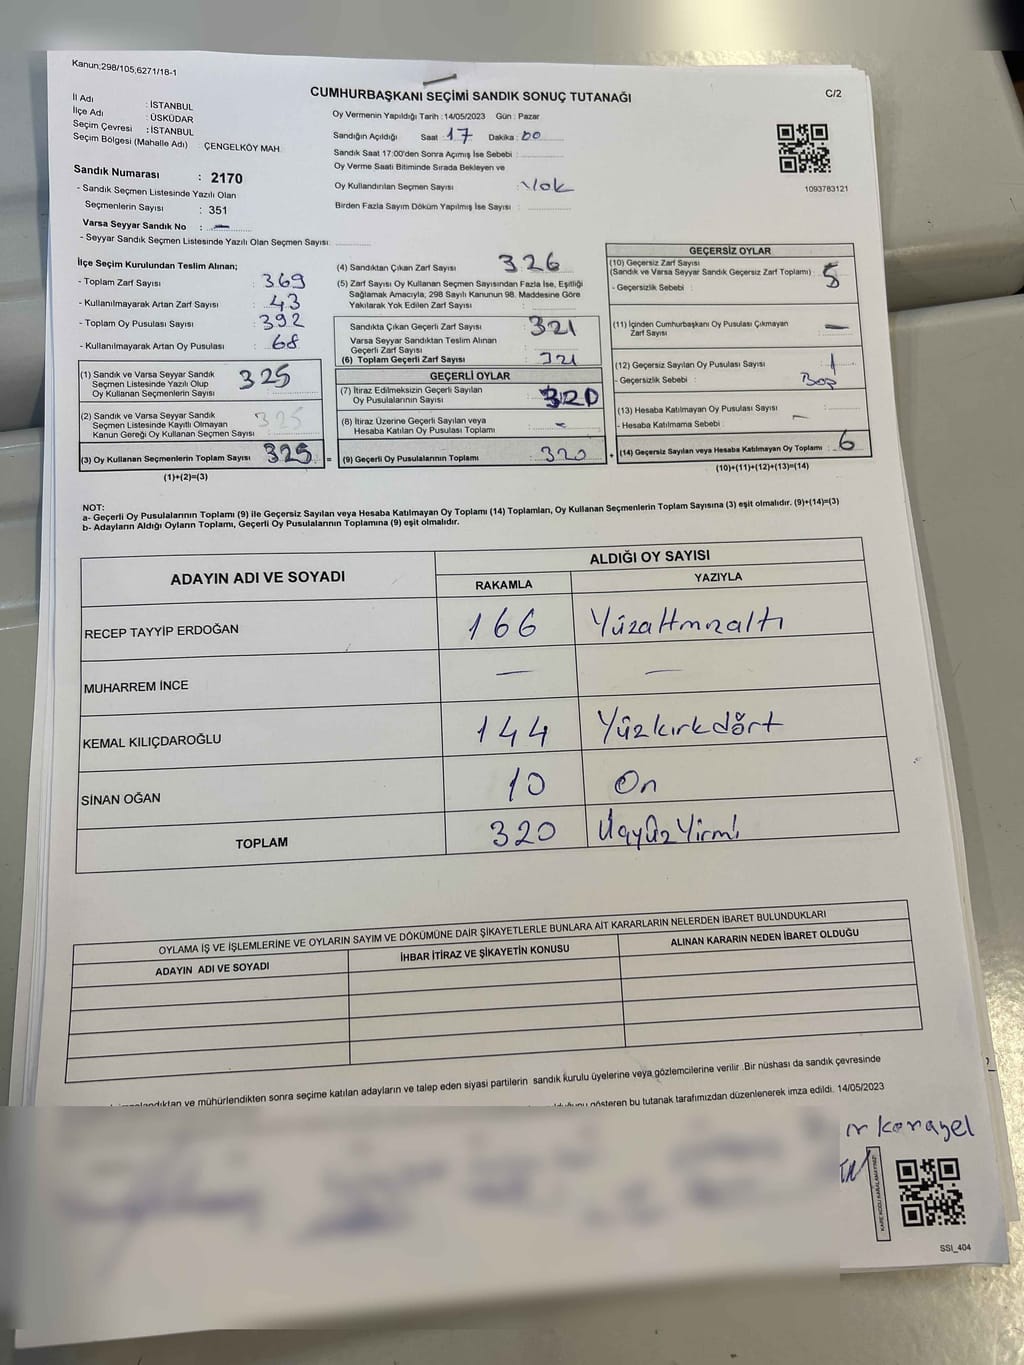 Kanun;298/105;6271/18-1
CUMHURBAŞKANI SEÇİMİ SANDIK SONUÇ TUTANAĞI
C/2
İl Adı : İSTANBUL
İlçe Adı : ÜSKÜDAR
Seçim Çevresi : İSTANBUL
Seçim Bölgesi (Mahalle Adı) : ÇENGELKÖY MAH
Oy Vermenin Yapıldığı Tarih :14/05/2023 Gün : Pazar
Sandığın Açıldığı Saat : 17 Dakika : 00
Sandık Saat 17:00'den Sonra Açımış İse Sebebi :
Oy Verme Saati Bitiminde Sırada Bekleyen ve
Oy Kullandırılan Seçmen Sayısı : Yok
Birden Fazla Sayım Döküm Yapılmış İse Sayısı :
1093783121
Sandık Numarası : 2170
- Sandık Seçmen Listesinde Yazılı Olan
Seçmenlerin Sayısı : 351
Varsa Seyyar Sandık No : —
- Seyyar Sandık Seçmen Listesinde Yazılı Olan Seçmen Sayısı:
İlçe Seçim Kurulundan Teslim Alınan;
- Toplam Zarf Sayısı : 369
- Kullanılmayarak Artan Zarf Sayısı : 43
- Toplam Oy Pusulası Sayısı : 392
- Kullanılmayarak Artan Oy Pusulası : 68
(1) Sandık ve Varsa Seyyar Sandık
Seçmen Listesinde Yazılı Olup
Oy Kullanan Seçmenlerin Sayısı 325
(2) Sandık ve Varsa Seyyar Sandık
Seçmen Listesinde Kayıtlı Olmayan
Kanun Gereği Oy Kullanan Seçmen Sayısı 325
(3) Oy Kullanan Seçmenlerin Toplam Sayısı 325
(1)+(2)=(3)
(4) Sandıktan Çıkan Zarf Sayısı 326
(5) Zarf Sayısı Oy Kullanan Seçmen Sayısından Fazla İse, Eşitliği
Sağlamak Amacıyla; 298 Sayılı Kanunun 98. Maddesine Göre
Yakılarak Yok Edilen Zarf Sayısı
Sandıkta Çıkan Geçerli Zarf Sayısı 321
Varsa Seyyar Sandıktan Teslim Alınan
Geçerli Zarf Sayısı
(6) Toplam Geçerli Zarf Sayısı 321
GEÇERLİ OYLAR
(7) İtiraz Edilmeksizin Geçerli Sayılan
Oy Pusulalarının Sayısı 320
(8) İtiraz Üzerine Geçerli Sayılan veya
Hesaba Katılan Oy Pusulası Toplamı : -
= (9) Geçerli Oy Pusulalarının Toplamı : 320
GEÇERSİZ OYLAR
(10) Geçersiz Zarf Sayısı
(Sandık ve Varsa Seyyar Sandık Geçersiz Zarf Toplamı) : 5
- Geçersizlik Sebebi :
(11) İçinden Cumhurbaşkanı Oy Pusulası Çıkmayan
Zarf Sayısı —
(12) Geçersiz Sayılan Oy Pusulası Sayısı : 1
- Geçersizlik Sebebi : Boş
(13) Hesaba Katılmayan Oy Pusulası Sayısı :
- Hesaba Katılmama Sebebi : —
+ (14) Geçersiz Sayılan veya Hesaba Katılmayan Oy Toplamı : 6
(10)+(11)+(12)+(13)=(14)
NOT:
a- Geçerli Oy Pusulalarının Toplamı (9) ile Geçersiz Sayılan veya Hesaba Katılmayan Oy Toplamı (14) Toplamları, Oy Kullanan Seçmenlerin Toplam Sayısına (3) eşit olmalıdır. (9)+(14)=(3)
b- Adayların Aldığı Oyların Toplamı, Geçerli Oy Pusulalarının Toplamına (9) eşit olmalıdır.
ADAYIN ADI VE SOYADI
ALDIĞI OY SAYISI
RAKAMLA YAZIYLA
RECEP TAYYİP ERDOĞAN 166 Yüzaltmışaltı
MUHARREM İNCE — —
KEMAL KILIÇDAROĞLU 144 Yüzkırkdört
SİNAN OĞAN 10 On
TOPLAM 320 ÜçyüzYirmi
OYLAMA İŞ VE İŞLEMLERİNE VE OYLARIN SAYIM VE DÖKÜMÜNE DAİR ŞİKAYETLERLE BUNLARA AİT KARARLARIN NELERDEN İBARET BULUNDUKLARI
ADAYIN ADI VE SOYADI İHBAR İTİRAZ VE ŞİKAYETİN KONUSU ALINAN KARARIN NEDEN İBARET OLDUĞU
ve mühürlendikten sonra seçime katılan adayların ve talep eden siyasi partilerin sandık kurulu üyelerine veya gözlemcilerine verilir .Bir nüshası da sandık çevresinde
gösteren bu tutanak tarafımızdan düzenlenerek imza edildi. 14/05/2023
KARE KODU KARALAMAYINIZ!
SSI_404